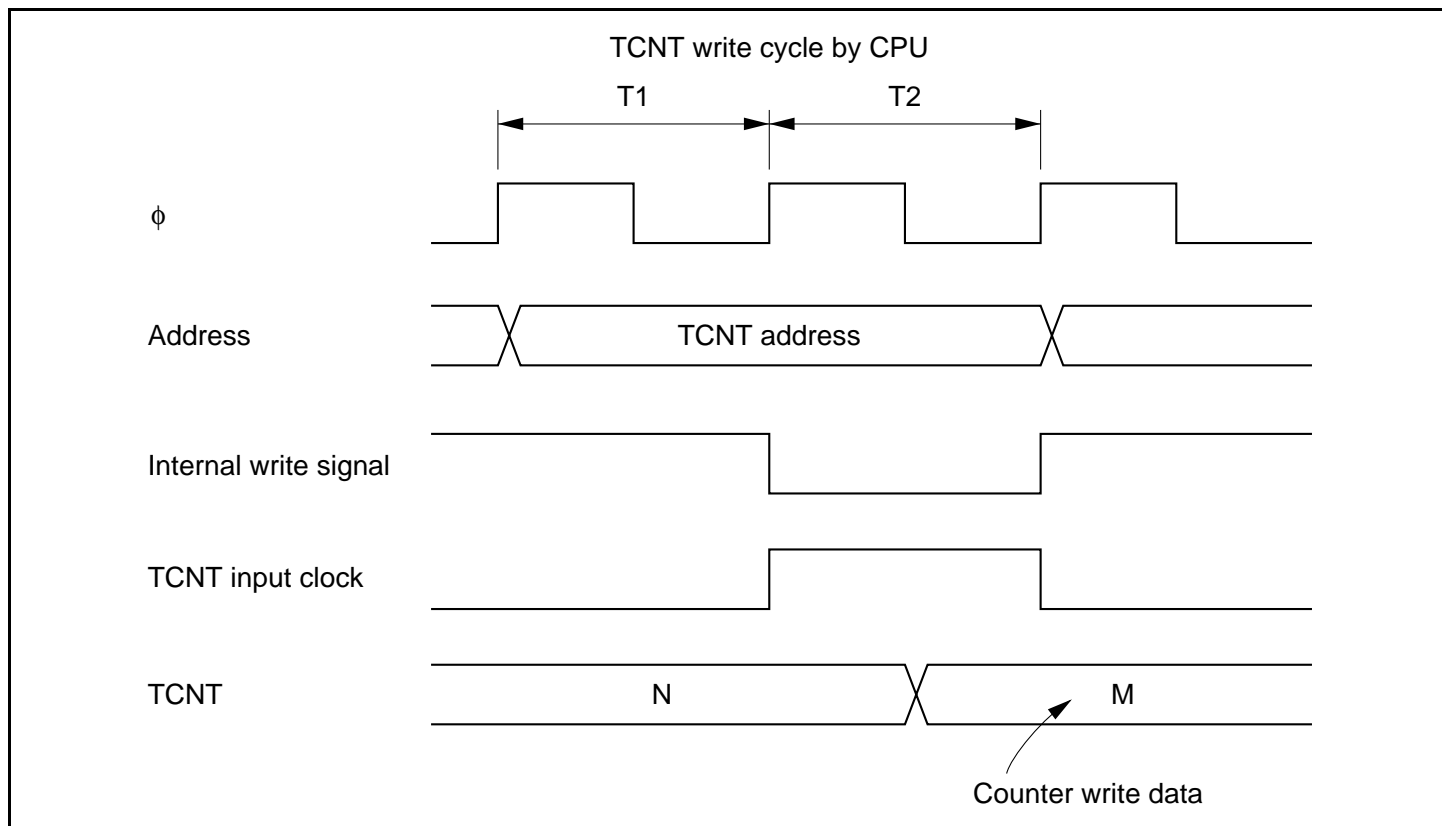 TCNT write cycle by CPU
T1 T2
ϕ
Address TCNT address
Internal write signal
TCNT input clock
TCNT N M
Counter write data